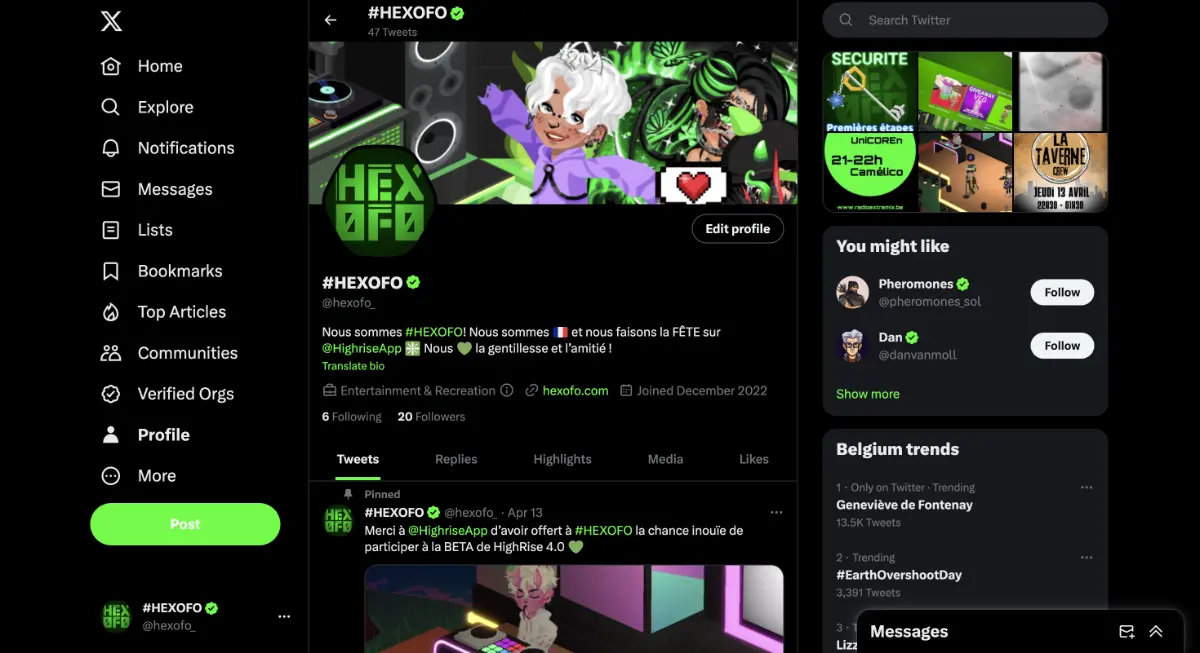 Home
Explore
Notifications
Messages
Lists
Bookmarks
Top Articles
Communities
Verified Orgs
Profile
More
Post
#HEXOFO
@hexofo_
#HEXOFO
47 Tweets
HEX
OFO
Edit profile
#HEXOFO
@hexofo_
Nous sommes #HEXOFO! Nous sommes 🇫🇷 et nous faisons la FÊTE sur
@HighriseApp ❇️ Nous 💚 la gentillesse et l’amitié !
Translate bio
Entertainment & Recreation hexofo.com Joined December 2022
6 Following 20 Followers
Tweets Replies Highlights Media Likes
Pinned
#HEXOFO @hexofo_ · Apr 13
Merci à @HighriseApp d’avoir offert à #HEXOFO la chance inouïe de
participer à la BETA de HighRise 4.0 💚
Search Twitter
SECURITE
Premières étapes
GIVEAWAY
VEG
UniCOREn
21-22h
Camélico
www.radioextremix.be
LA
TAVERNE
CREW
JEUDI 13 AVRIL
22H30 - 01H30
You might like
Pheromones
@pheromones_sol
Follow
Dan
@danvanmoll
Follow
Show more
Belgium trends
1 · Only on Twitter · Trending
Geneviève de Fontenay
13.5K Tweets
2 · Trending
#EarthOvershootDay
3,391 Tweets
3 · T
Lizz
Messages
HEX
OFO
HEX
OFO